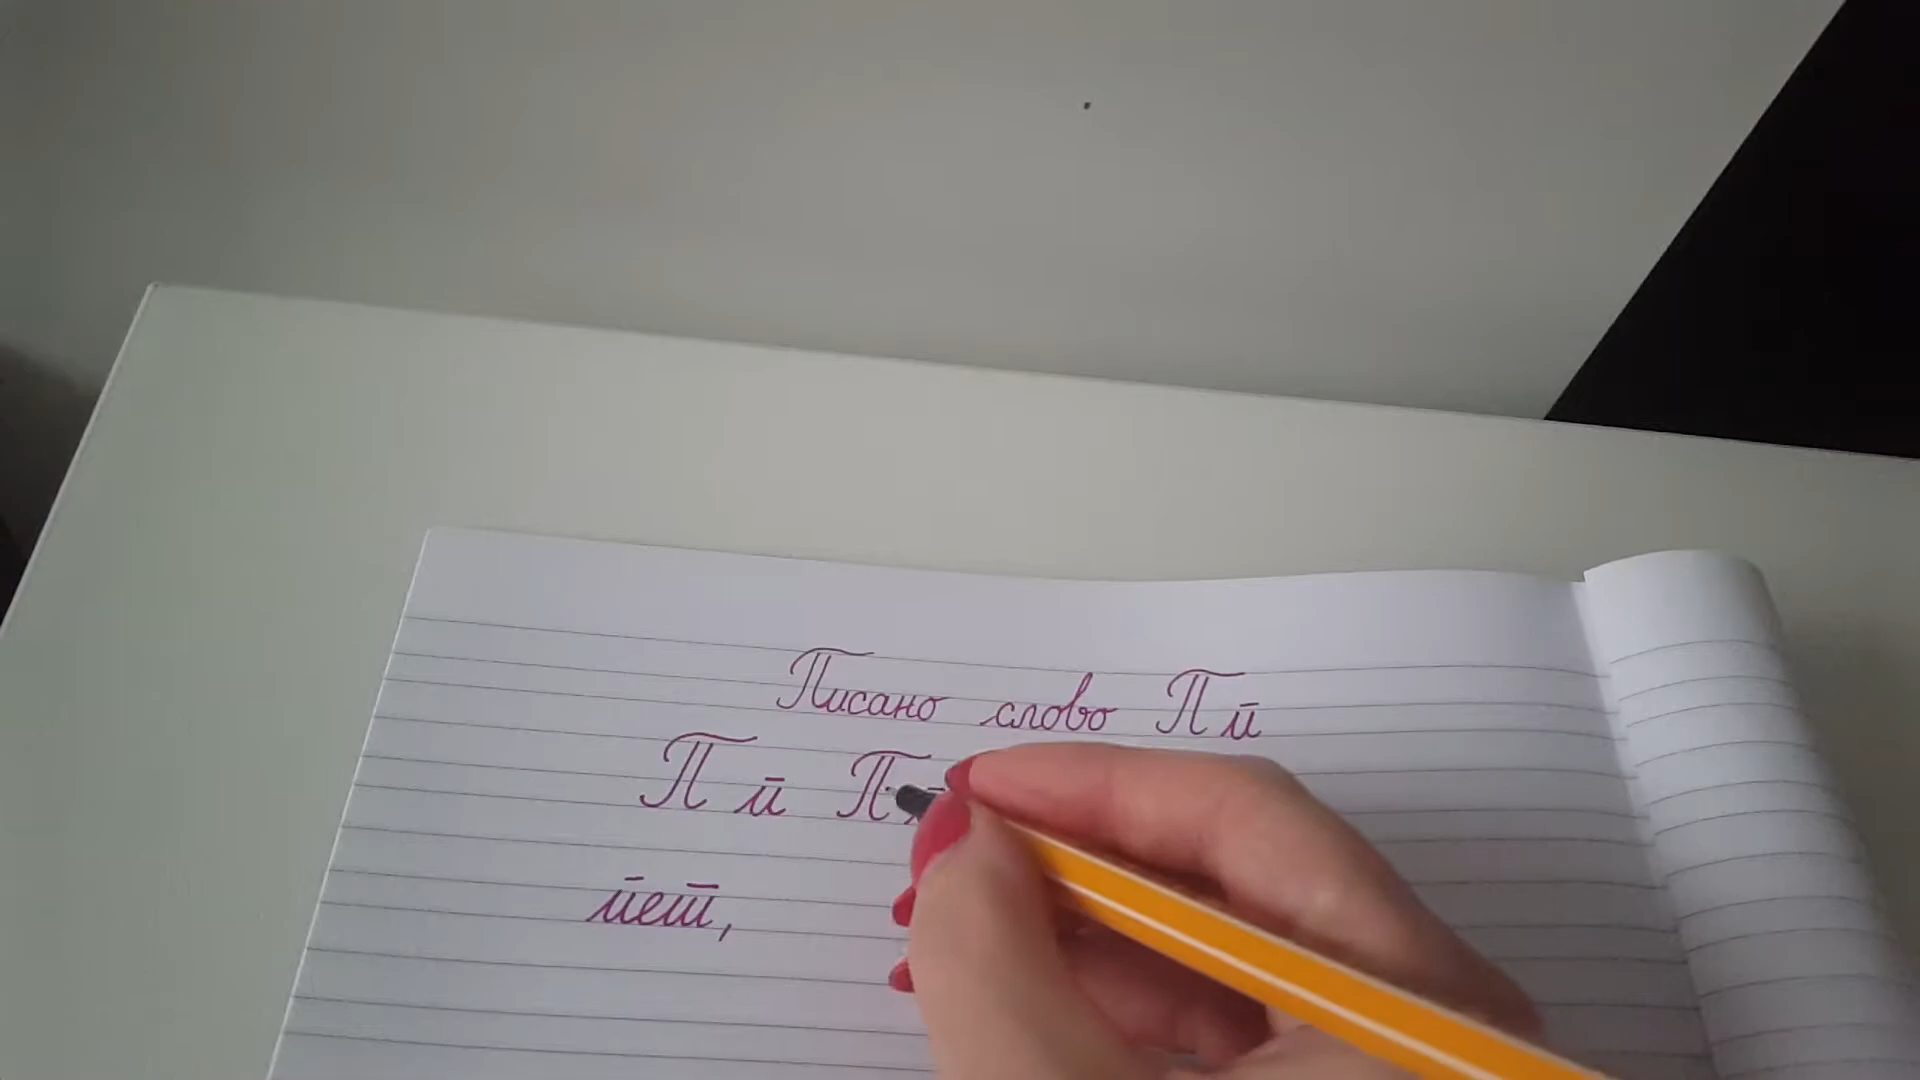 Писано слово П п
П п П
пет,